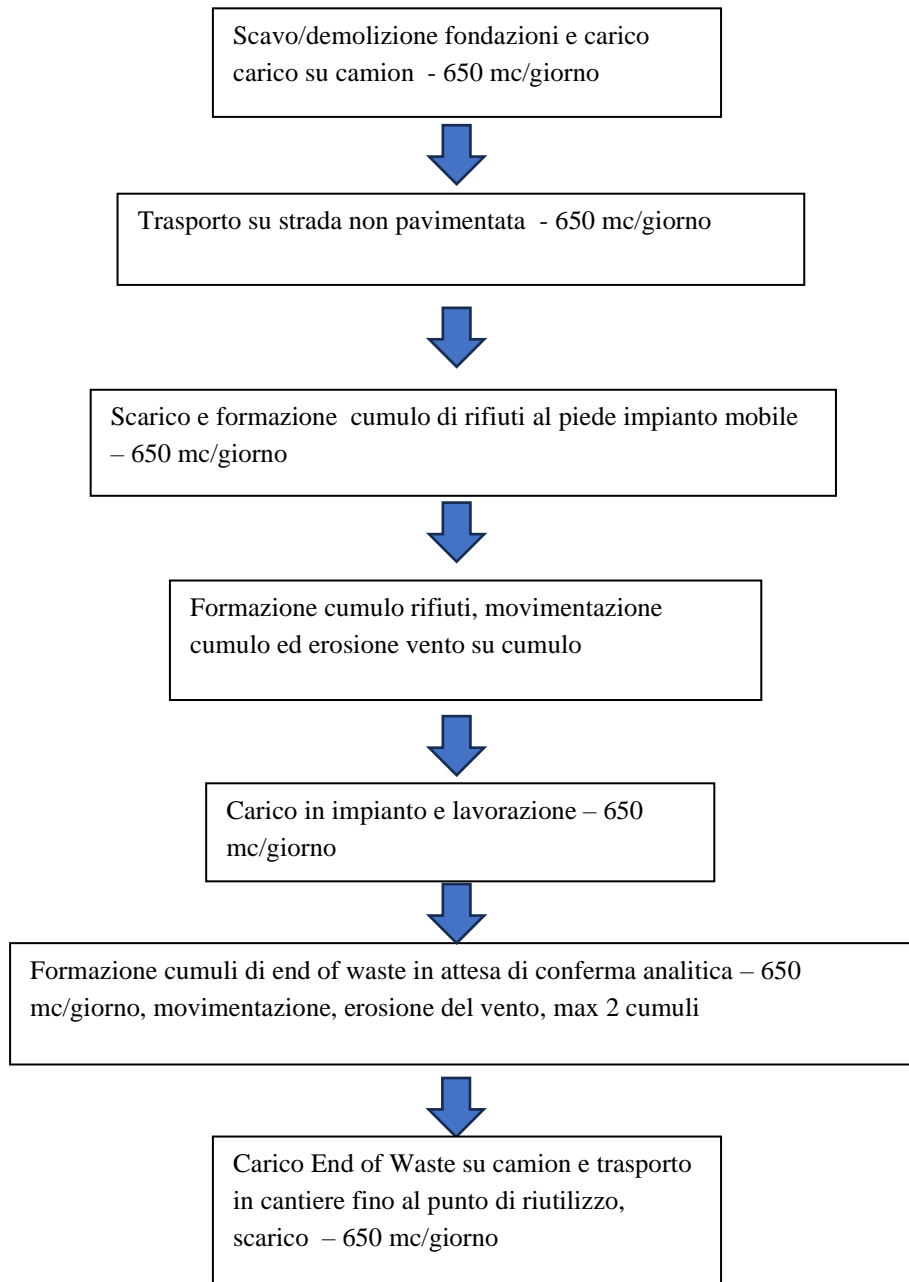 Scavo/demolizione fondazioni e carico
carico su camion - 650 mc/giorno
Trasporto su strada non pavimentata - 650 mc/giorno
Scarico e formazione cumulo di rifiuti al piede impianto mobile
– 650 mc/giorno
Formazione cumulo rifiuti, movimentazione
cumulo ed erosione vento su cumulo
Carico in impianto e lavorazione – 650
mc/giorno
Formazione cumuli di end of waste in attesa di conferma analitica – 650
mc/giorno, movimentazione, erosione del vento, max 2 cumuli
Carico End of Waste su camion e trasporto
in cantiere fino al punto di riutilizzo,
scarico – 650 mc/giorno